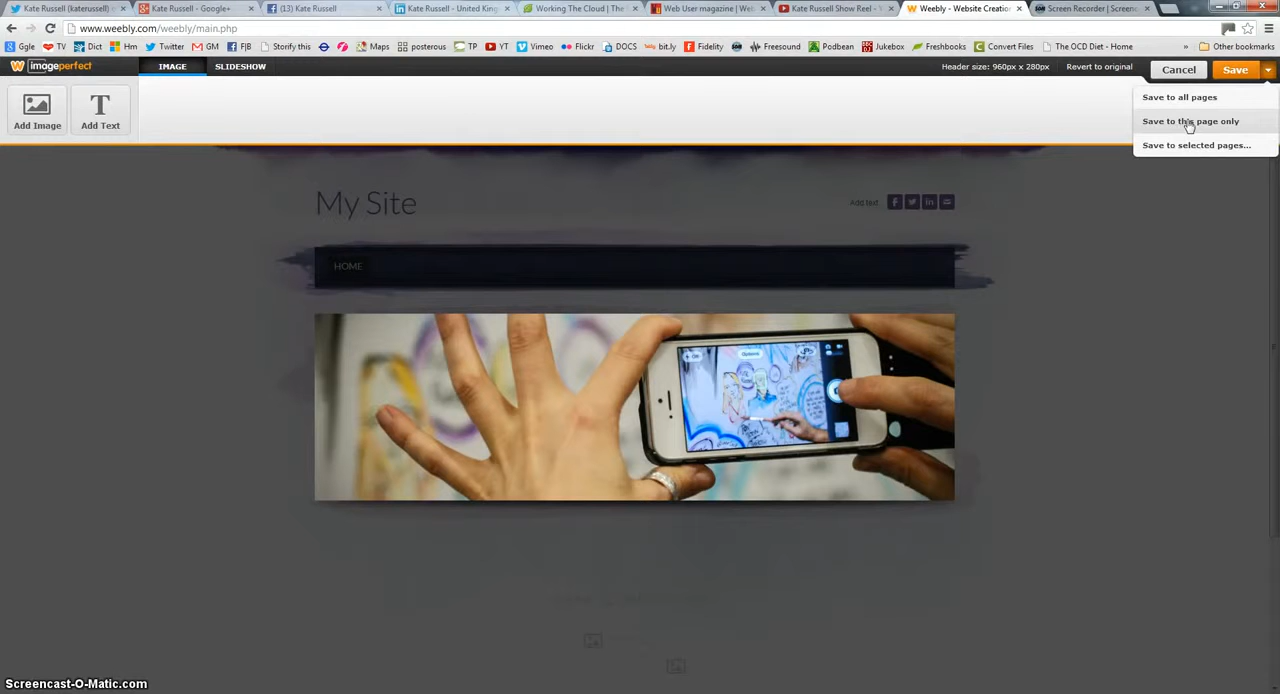 Kate Russell (katerussell)
Kate Russell - Google+
(13) Kate Russell
Kate Russell - United King
Working The Cloud | The
Web User magazine | Web
Kate Russell Show Reel -
Weebly - Website Creation
Screen Recorder | Screenc
www.weebly.com/weebly/main.php
Ggle TV Dict Hm Twitter GM FJB Storify this Maps posterous TP YT Vimeo Flickr DOCS bit.ly Fidelity Freesound Podbean Jukebox Freshbooks Convert Files The OCD Diet - Home » Other bookmarks
imageperfect IMAGE SLIDESHOW Header size: 960px x 280px Revert to original Cancel Save
Add Image Add Text
Save to all pages
Save to this page only
Save to selected pages...
My Site
Add text
HOME
Options
On
Screencast-O-Matic.com